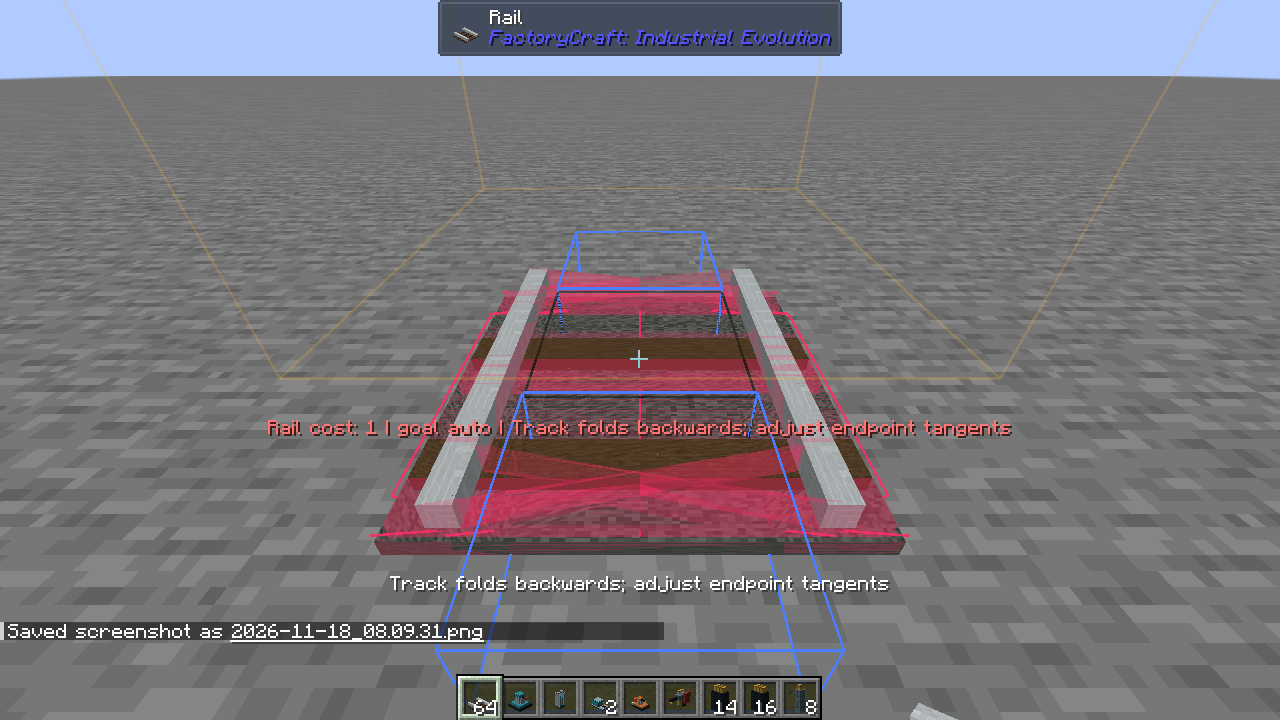 Rail
FactoryCraft: Industrial Evolution
Rail cost: 1 | goal auto | Track folds backwards; adjust endpoint tangents
Track folds backwards; adjust endpoint tangents
Saved screenshot as 2026-11-18_08.09.31.png
64 2 14 16 8